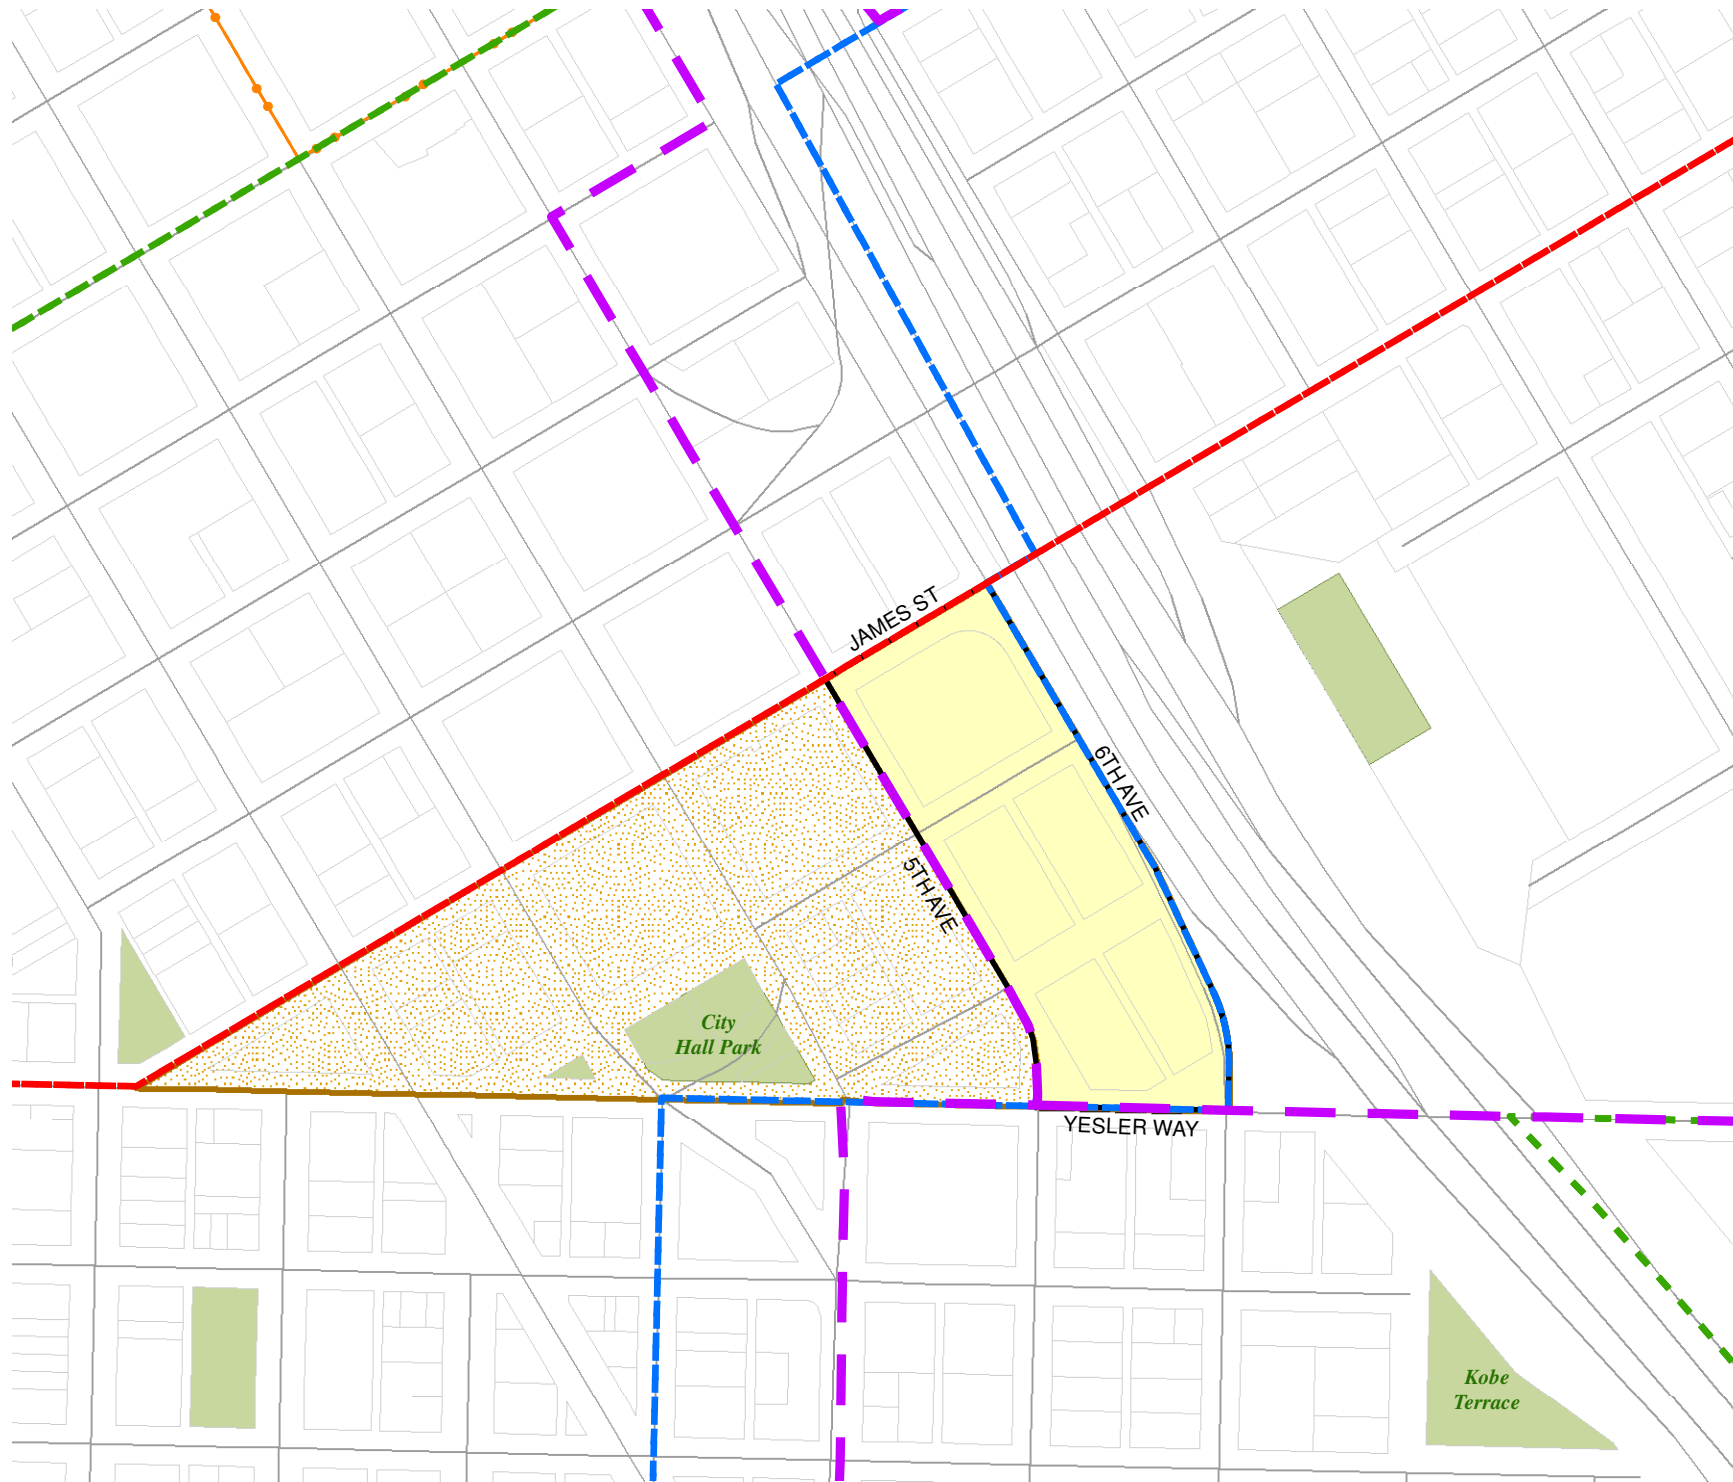 JAMES ST
6TH AVE
5TH AVE
City
Hall Park
YESLER WAY
Kobe
Terrace